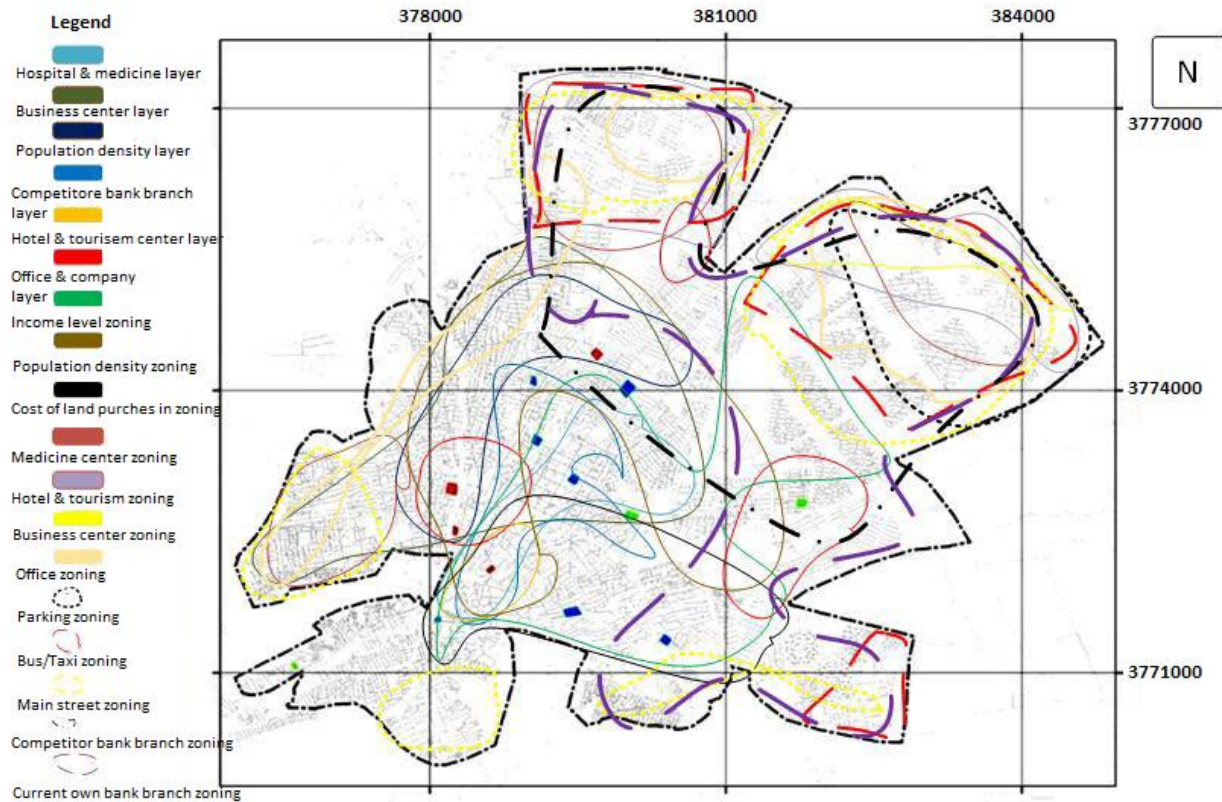 378000
381000
384000
Legend
N
Hospital & medicine layer
Business center layer
3777000
Population density layer
Competitore bank branch
layer
Hotel & tourisem center layer
Office & company
layer
Income level zoning
Population density zoning
3774000
Cost of land purches in zoning
Medicine center zoning
Hotel & tourism zoning
Business center zoning
Office zoning
Parking zoning
Bus/Taxi zoning
3771000
Main street zoning
Competitor bank branch zoning
Current own bank branch zoning